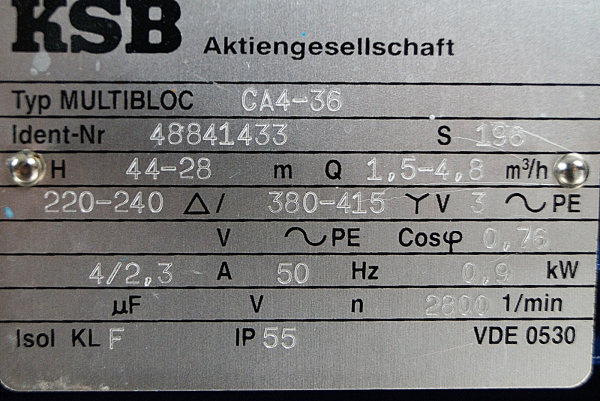 KSB Aktiengesellschaft
Typ MULTIBLOC CA4-36
Ident-Nr 48841433 S 196
H 44-28 m Q 1,5-4,8 m³/h
220-240 △/ 380-415 Y V 3 ~ PE
V ~ PE Cosφ 0,76
4/2,3 A 50 Hz 0,9 kW
µF V n 2800 1/min
Isol KL F IP 55 VDE 0530